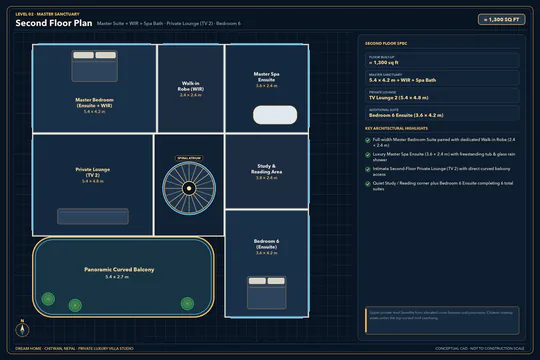 LEVEL 03 · MASTER SANCTUARY
Second Floor Plan
Master Suite + WIR + Spa Bath · Private Lounge (TV 2) · Bedroom 6
≈ 1,300 SQ FT
Master Bedroom
(Ensuite + WIR)
5.4 × 4.2 m
Walk-in
Robe (WIR)
2.4 × 2.4 m
Master Spa
Ensuite
3.6 × 2.4 m
Private Lounge
(TV 2)
5.4 × 4.8 m
SPIRAL ATRIUM
Study &
Reading Area
3.8 × 2.4 m
Bedroom 6
(Ensuite)
3.6 × 4.2 m
Panoramic Curved Balcony
5.4 × 2.7 m
N
SECOND FLOOR SPEC
FLOOR BUILT-UP
≈ 1,300 sq ft
MASTER SANCTUARY
5.4 × 4.2 m + WIR + Spa Bath
PRIVATE LOUNGE
TV Lounge 2 (5.4 × 4.8 m)
ADDITIONAL SUITE
Bedroom 6 Ensuite (3.6 × 4.2 m)
KEY ARCHITECTURAL HIGHLIGHTS
Full-width Master Bedroom Suite paired with dedicated Walk-in Robe (2.4
× 2.4 m)
Luxury Master Spa Ensuite (3.6 × 2.4 m) with freestanding tub & glass rain
shower
Intimate Second-Floor Private Lounge (TV 2) with direct curved balcony
access
Quiet Study / Reading corner plus Bedroom 6 Ensuite completing 6 total
suites
DREAM HOME · CHITWAN, NEPAL · PRIVATE LUXURY VILLA STUDIO
CONCEPTUAL CAD · NOT TO CONSTRUCTION SCALE